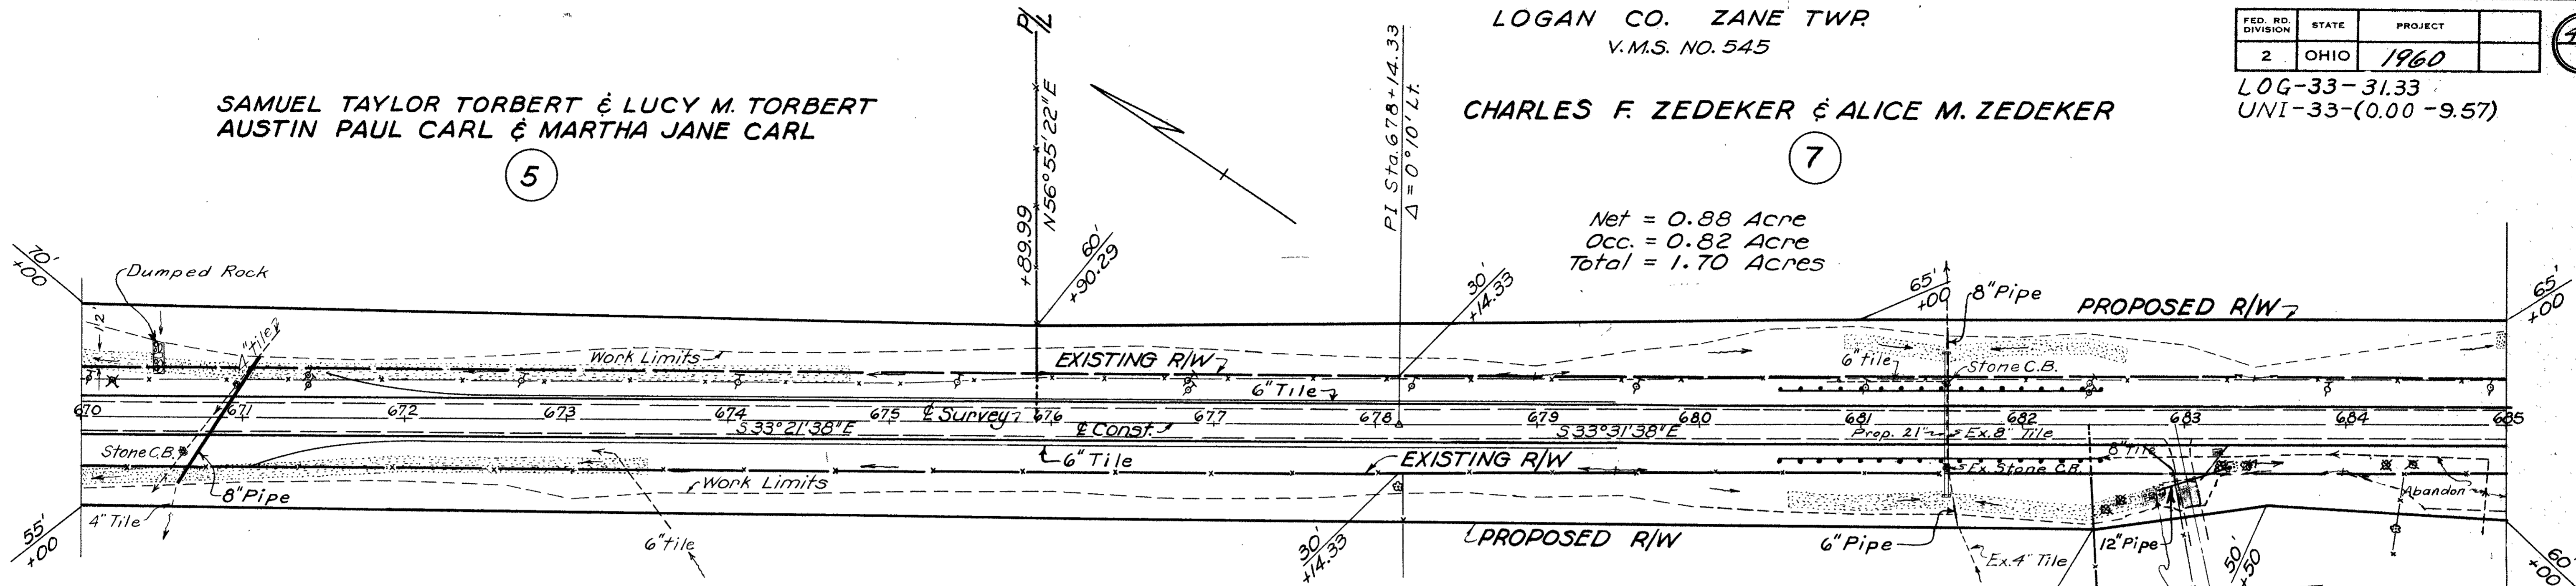 LOGAN CO. ZANE TWP.
V.M.S. NO. 545
FED. RD. DIVISION STATE PROJECT
2 OHIO 1960
LOG-33-31.33
UNI-33-(0.00-9.57)
SAMUEL TAYLOR TORBERT & LUCY M. TORBERT
AUSTIN PAUL CARL & MARTHA JANE CARL
5
P/L
N56°55'22"E
+89.99
60'
+90.29
PI Sta. 678+14.33
Δ = 0°10' Lt.
CHARLES F. ZEDEKER & ALICE M. ZEDEKER
7
Net = 0.88 Acre
Occ. = 0.82 Acre
Total = 1.70 Acres
70'
+00
Dumped Rock
12
4" tile
Work Limits
EXISTING R/W
6" Tile
30'
+14.33
65'
+00
8" Pipe
PROPOSED R/W
65'
+00
6" tile
Stone C.B.
670 671 672 673 674 675 ℄ Survey 676 677 678 679 680 681 682 683 684 685
S 33°21'38"E
℄ Const.
S 33°31'38"E
Prop. 21"
Ex. 8" Tile
Stone C.B.
8" Pipe
6" Tile
EXISTING R/W
Ex. Stone C.B.
8" Tile
Work Limits
Abandon
4" Tile
55'
+00
6" tile
30'
+14.33
PROPOSED R/W
6" Pipe
Ex. 4" Tile
12" Pipe
50'
+50
60'
+00